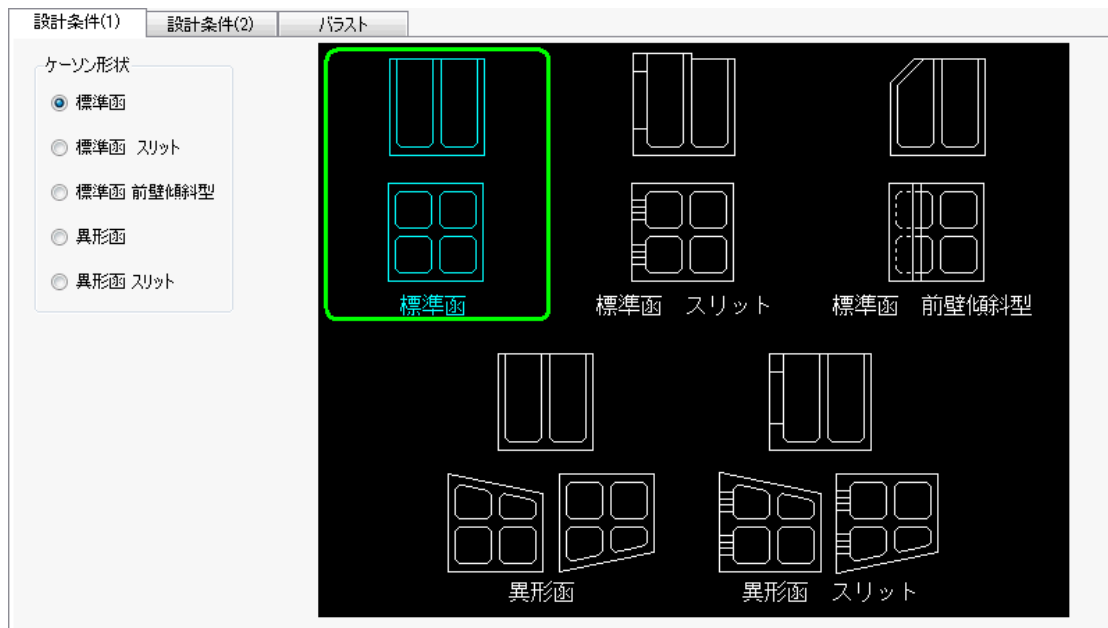 設計条件(1) 設計条件(2) バラスト
ケーソン形状
標準函
標準函 スリット
標準函 前壁傾斜型
異形函
異形函 スリット
標準函 標準函 スリット 標準函 前壁傾斜型
異形函 異形函 スリット